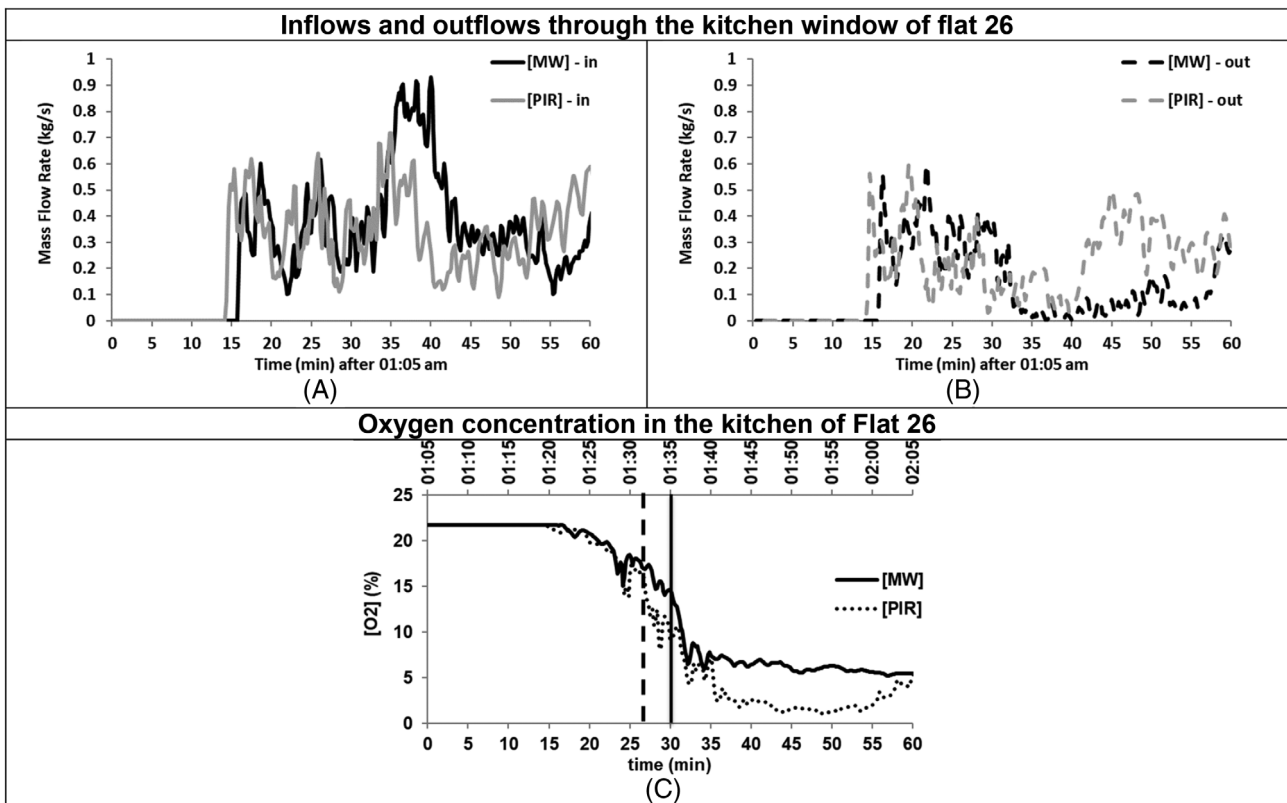 Inflows and outflows through the kitchen window of flat 26
1
0.9
0.8
0.7
0.6
0.5
0.4
0.3
0.2
0.1
0
Mass Flow Rate (kg/s)
[MW] - in
[PIR] - in
0 5 10 15 20 25 30 35 40 45 50 55 60
Time (min) after 01:05 am
(A)
1
0.9
0.8
0.7
0.6
0.5
0.4
0.3
0.2
0.1
0
Mass Flow Rate (kg/s)
[MW] - out
[PIR] - out
0 5 10 15 20 25 30 35 40 45 50 55 60
Time (min) after 01:05 am
(B)
Oxygen concentration in the kitchen of Flat 26
01:05 01:10 01:15 01:20 01:25 01:30 01:35 01:40 01:45 01:50 01:55 02:00 02:05
25
20
15
10
5
0
[O2] (%)
[MW]
[PIR]
0 5 10 15 20 25 30 35 40 45 50 55 60
time (min)
(C)